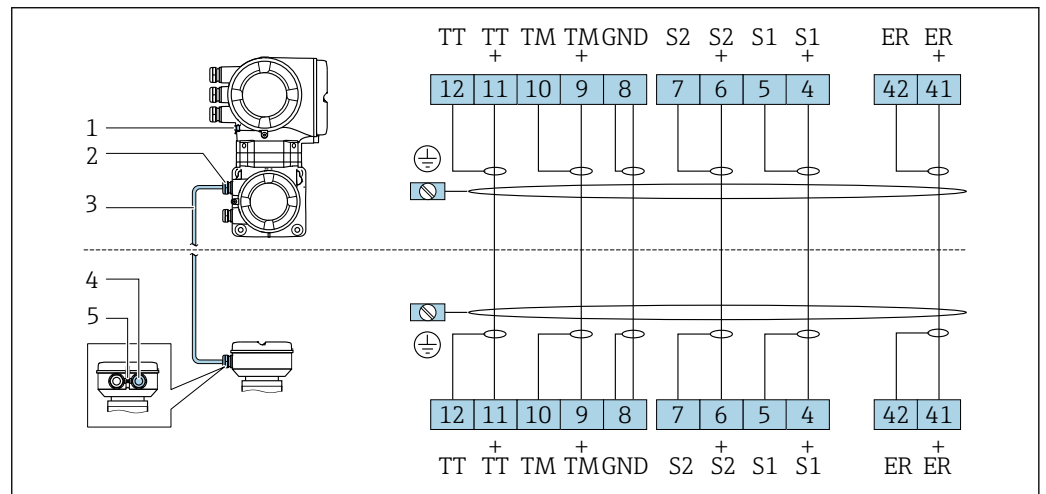 TT TT TM TM GND S2 S2 S1 S1 ER ER
+ + + + +
12 11 10 9 8 7 6 5 4 42 41
1
2
3
4
5
12 11 10 9 8 7 6 5 4 42 41
+ + + + +
TT TT TM TM GND S2 S2 S1 S1 ER ER